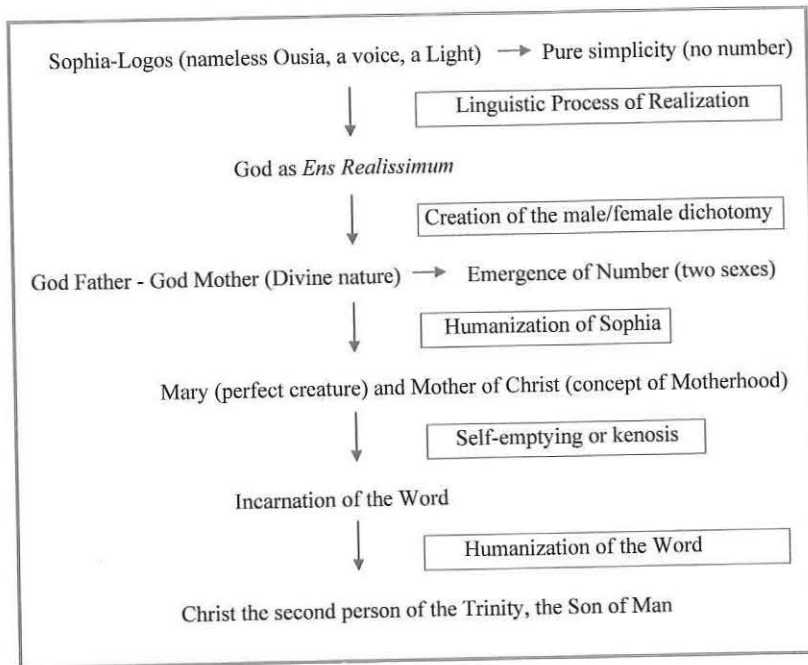 Sophia-Logos (nameless Ousia, a voice, a Light) → Pure simplicity (no number)
Linguistic Process of Realization
God as Ens Realissimum
Creation of the male/female dichotomy
God Father - God Mother (Divine nature) → Emergence of Number (two sexes)
Humanization of Sophia
Mary (perfect creature) and Mother of Christ (concept of Motherhood)
Self-emptying or kenosis
Incarnation of the Word
Humanization of the Word
Christ the second person of the Trinity, the Son of Man